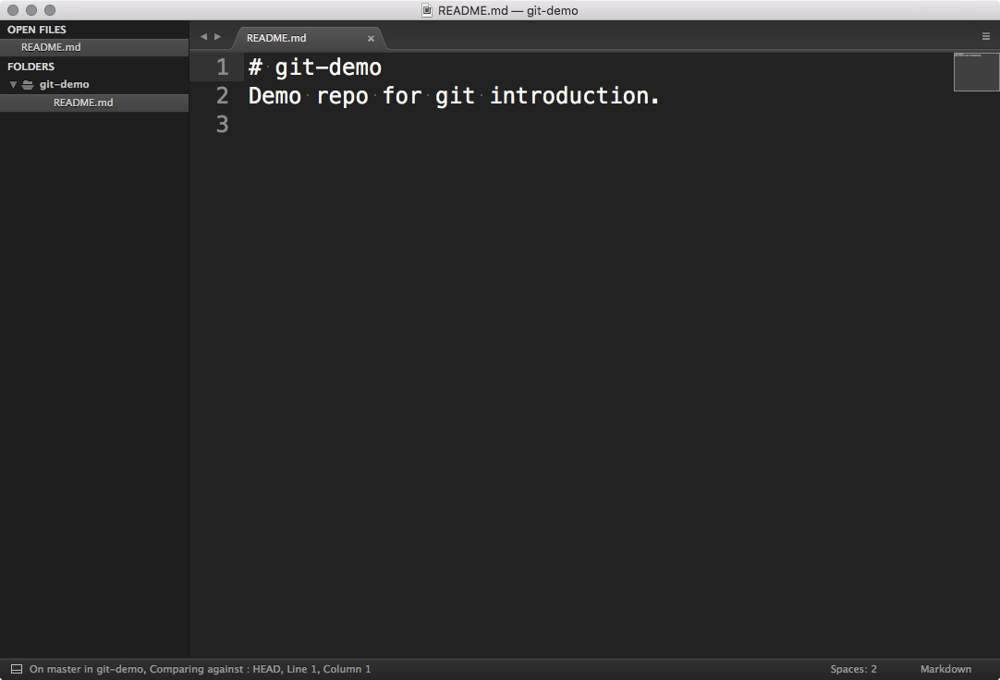 README.md — git-demo
OPEN FILES
README.md
FOLDERS
git-demo
README.md
README.md
1 # git-demo
2 Demo repo for git introduction.
3
On master in git-demo, Comparing against : HEAD, Line 1, Column 1
Spaces: 2
Markdown